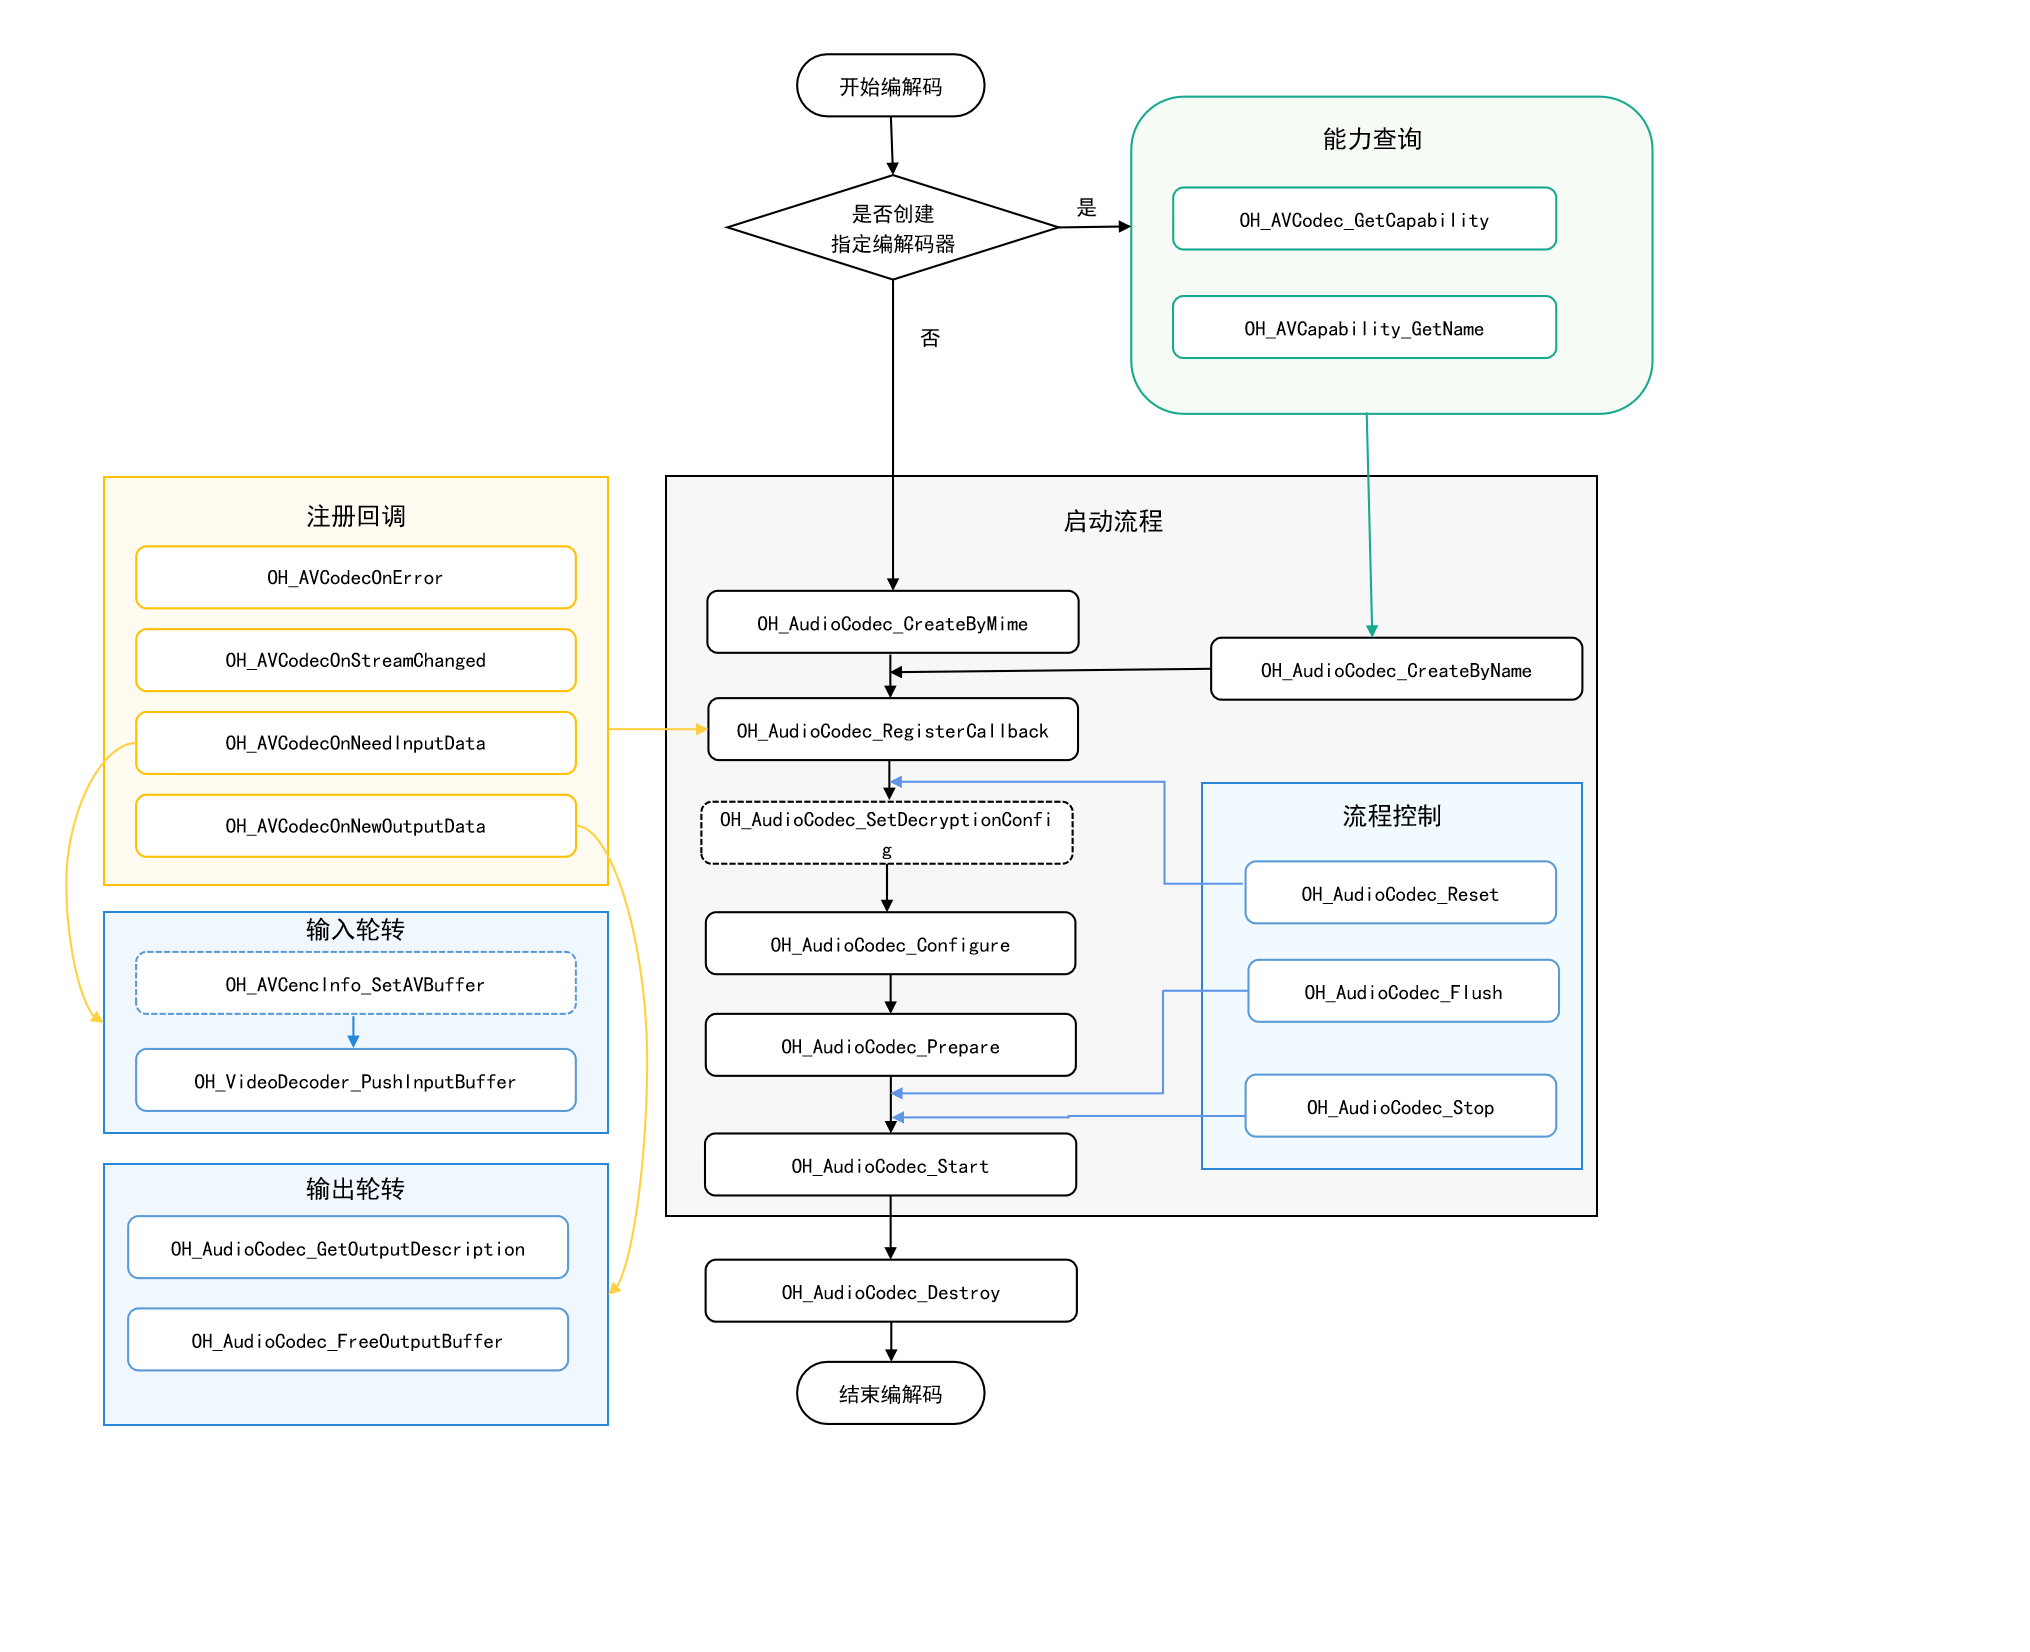 开始编解码
是否创建
指定编解码器
是
否
能力查询
OH_AVCodec_GetCapability
OH_AVCapability_GetName
注册回调
OH_AVCodecOnError
OH_AVCodecOnStreamChanged
OH_AVCodecOnNeedInputData
OH_AVCodecOnNewOutputData
输入轮转
OH_AVCencInfo_SetAVBuffer
OH_VideoDecoder_PushInputBuffer
输出轮转
OH_AudioCodec_GetOutputDescription
OH_AudioCodec_FreeOutputBuffer
启动流程
OH_AudioCodec_CreateByMime
OH_AudioCodec_CreateByName
OH_AudioCodec_RegisterCallback
OH_AudioCodec_SetDecryptionConfi
g
OH_AudioCodec_Configure
OH_AudioCodec_Prepare
OH_AudioCodec_Start
流程控制
OH_AudioCodec_Reset
OH_AudioCodec_Flush
OH_AudioCodec_Stop
OH_AudioCodec_Destroy
结束编解码